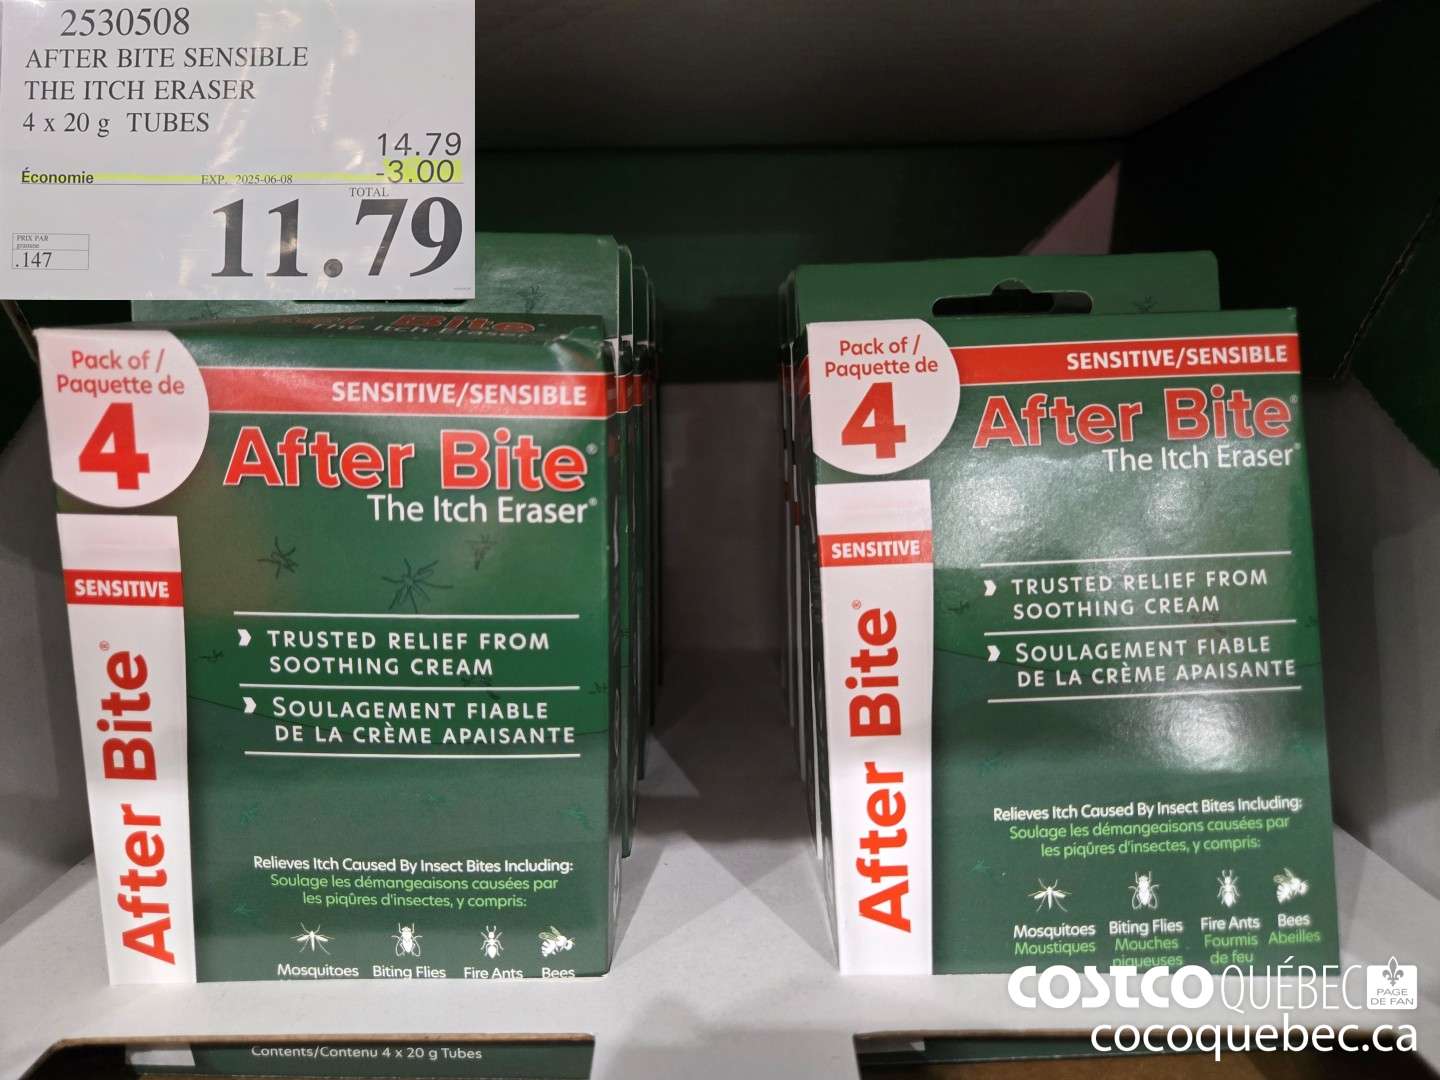 2530508
AFTER BITE SENSIBLE
THE ITCH ERASER
4 x 20 g TUBES
14.79
Économie
EXP. 2025-06-08
-3.00
TOTAL
11.79
PRIX PAR
gramme
.147
After Bite
The Itch Eraser
Pack of /
Paquette de
4
SENSITIVE/SENSIBLE
After Bite®
The Itch Eraser®
SENSITIVE
After Bite®
TRUSTED RELIEF FROM
SOOTHING CREAM
SOULAGEMENT FIABLE
DE LA CRÈME APAISANTE
Relieves Itch Caused By Insect Bites Including:
Soulage les démangeaisons causées par
les piqûres d'insectes, y compris:
Mosquitoes Biting Flies Fire Ants Bees
Contents/Contenu 4 x 20 g Tubes
Pack of /
Paquette de
4
SENSITIVE/SENSIBLE
After Bite®
The Itch Eraser®
SENSITIVE
After Bite®
TRUSTED RELIEF FROM
SOOTHING CREAM
SOULAGEMENT FIABLE
DE LA CRÈME APAISANTE
Relieves Itch Caused By Insect Bites Including:
Soulage les démangeaisons causées par
les piqûres d'insectes, y compris:
Mosquitoes Biting Flies Fire Ants Bees
Moustiques Mouches Fourmis Abeilles
piqueuses de feu
COSTCO QUÉBEC PAGE
DE FAN
cocoquebec.ca